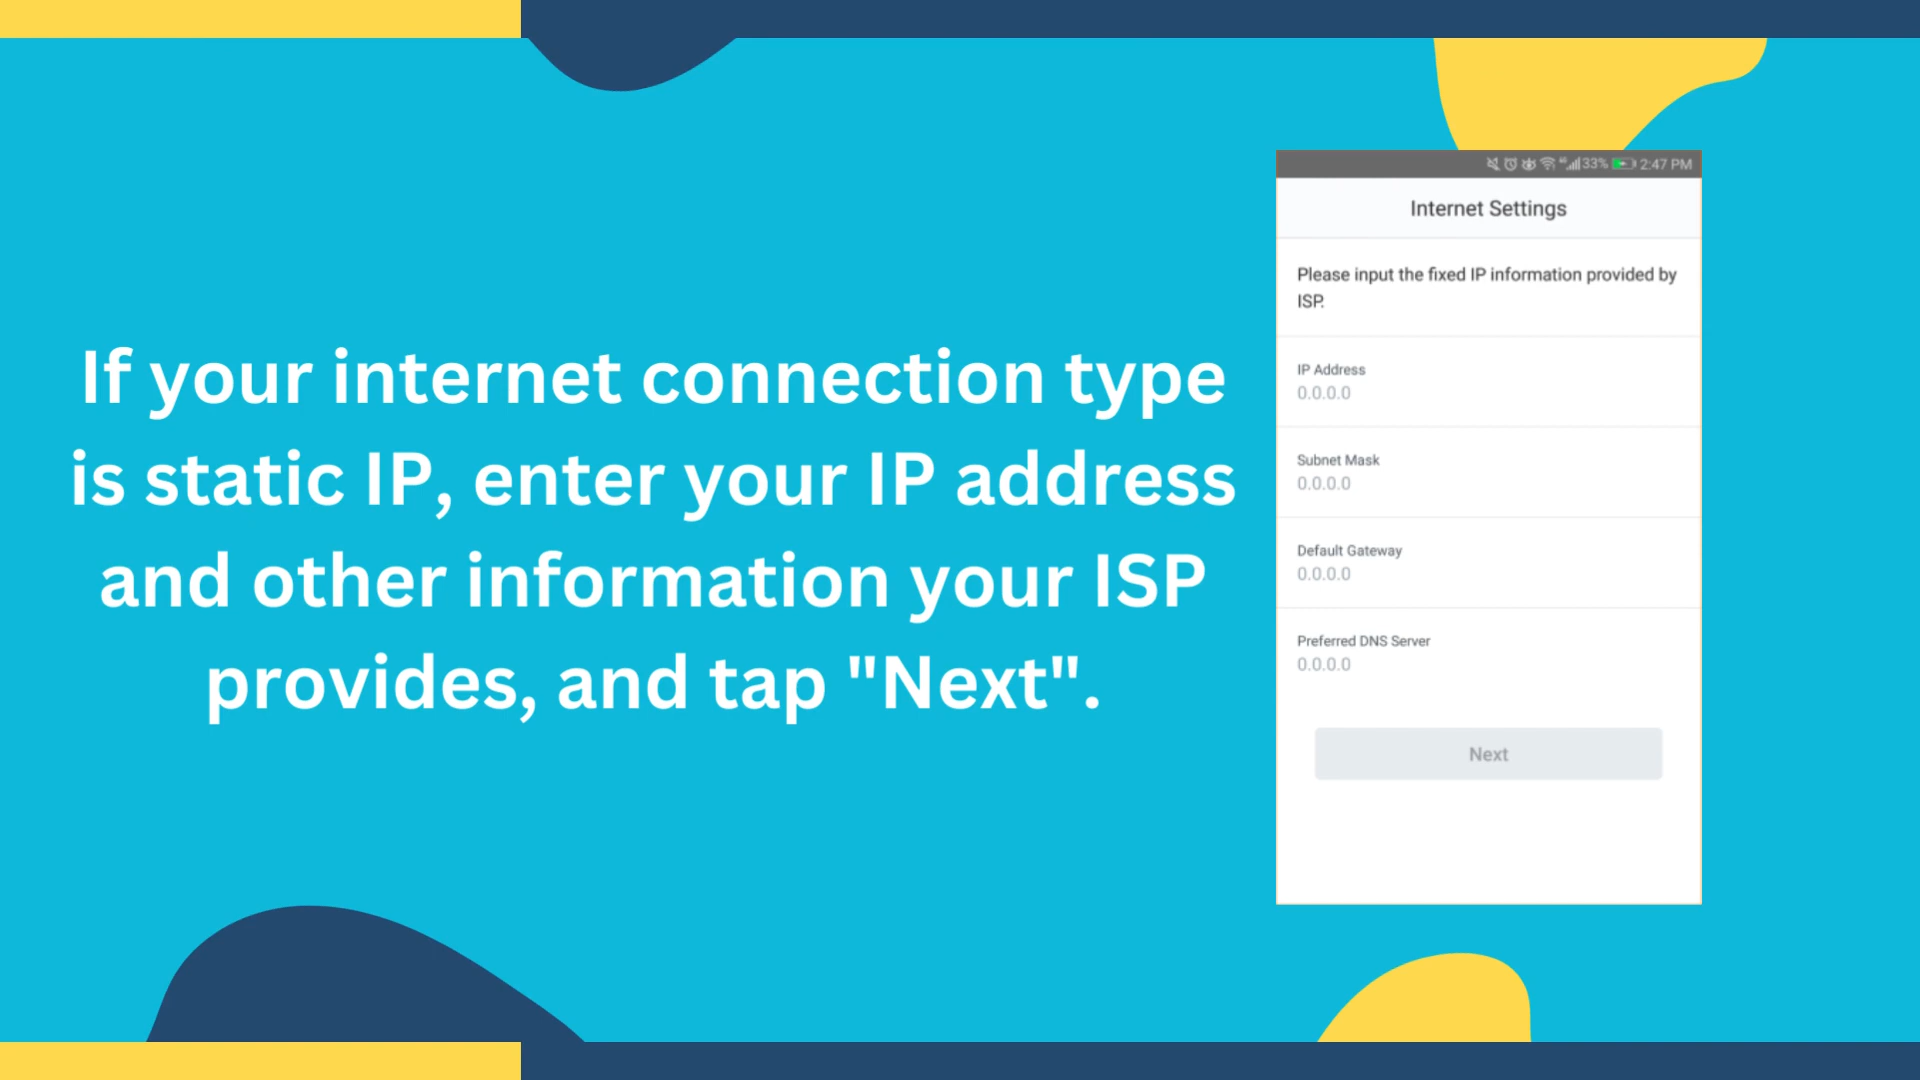 If your internet connection type
is static IP, enter your IP address
and other information your ISP
provides, and tap "Next".
33% 2:47 PM
Internet Settings
Please input the fixed IP information provided by
ISP.
IP Address
0.0.0.0
Subnet Mask
0.0.0.0
Default Gateway
0.0.0.0
Preferred DNS Server
0.0.0.0
Next